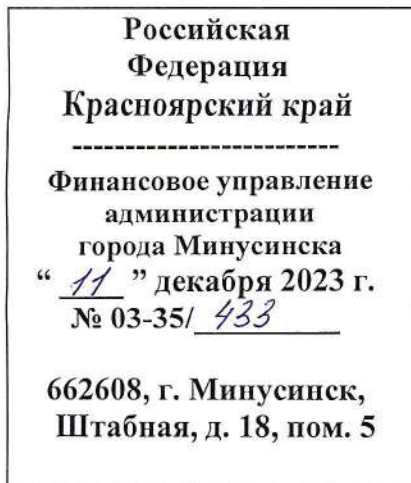 Российская
Федерация
Красноярский край
-------------------------
Финансовое управление
администрации
города Минусинска
“ 11 ” декабря 2023 г.
№ 03-35/ 433
662608, г. Минусинск,
Штабная, д. 18, пом. 5